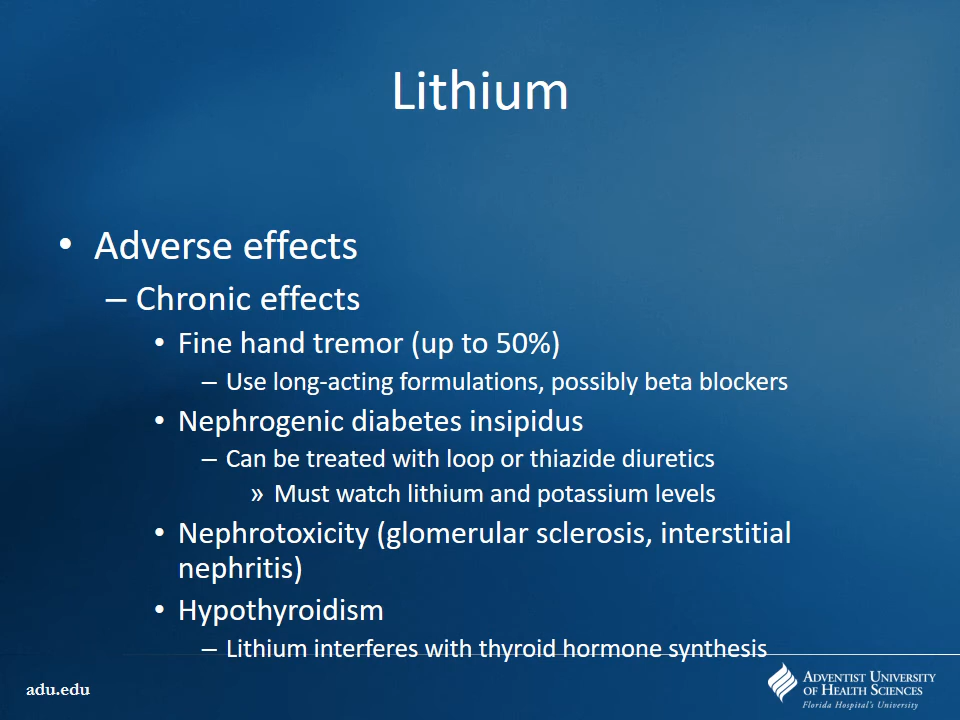 Lithium
• Adverse effects
– Chronic effects
• Fine hand tremor (up to 50%)
– Use long-acting formulations, possibly beta blockers
• Nephrogenic diabetes insipidus
– Can be treated with loop or thiazide diuretics
» Must watch lithium and potassium levels
• Nephrotoxicity (glomerular sclerosis, interstitial
nephritis)
• Hypothyroidism
– Lithium interferes with thyroid hormone synthesis
adu.edu
ADVENTIST UNIVERSITY
OF HEALTH SCIENCES
Florida Hospital's University